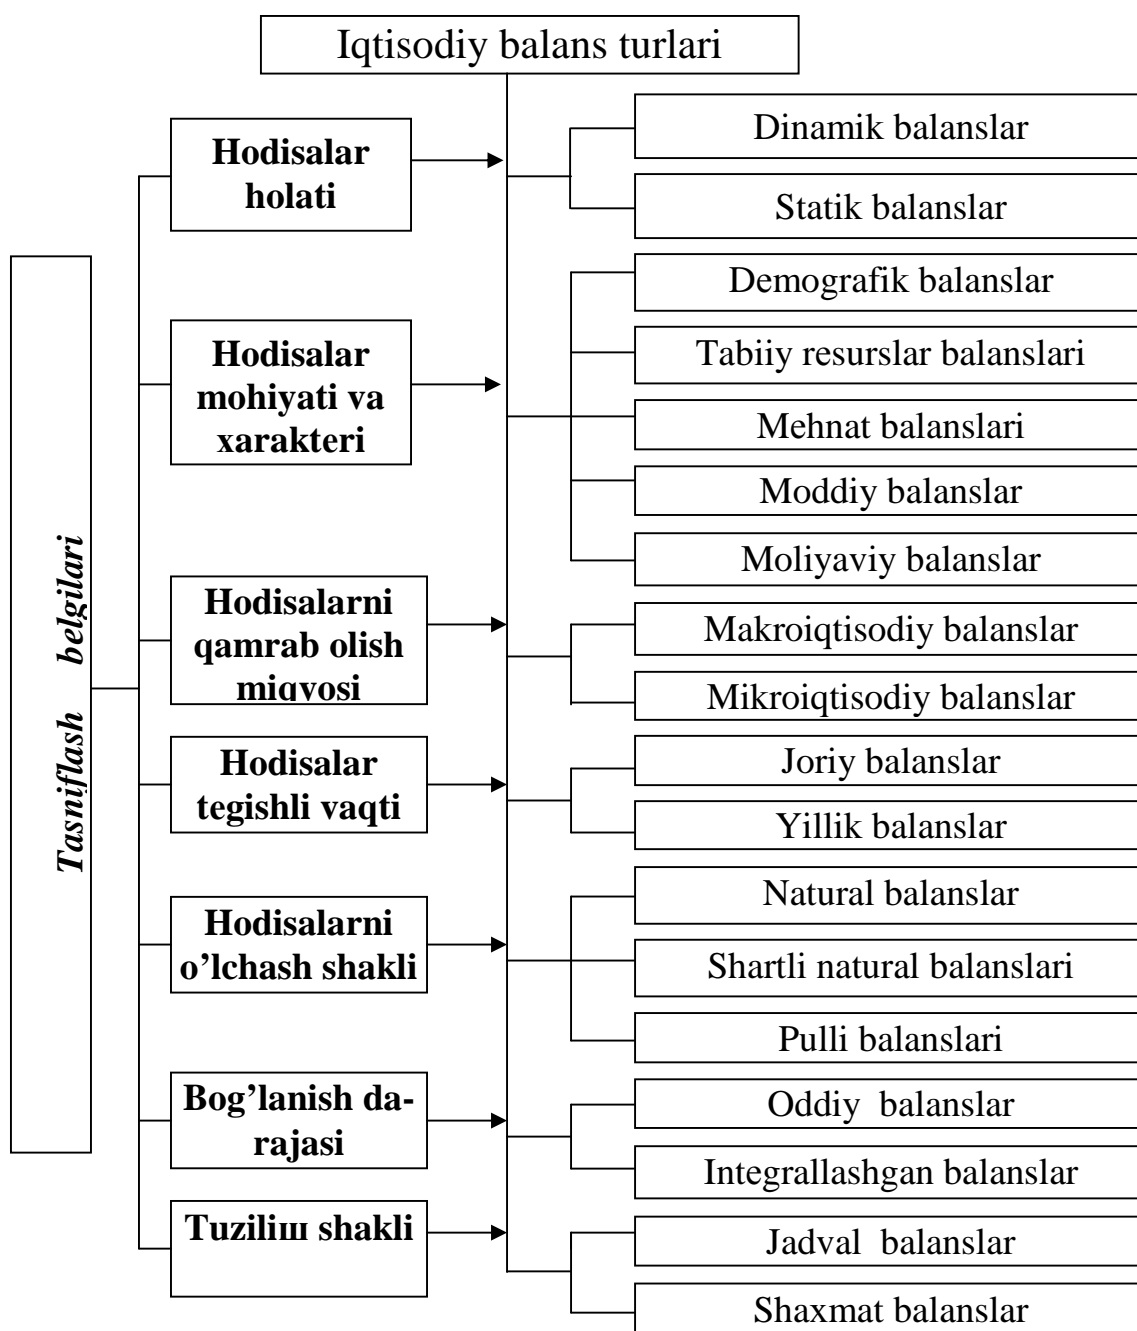 Iqtisodiy balans turlari
Tasniflash belgilari
Hodisalar
holati
Dinamik balanslar
Statik balanslar
Hodisalar
mohiyati va
xarakteri
Demografik balanslar
Tabiiy resurslar balanslari
Mehnat balanslari
Moddiy balanslar
Moliyaviy balanslar
Hodisalarni
qamrab olish
miqyosi
Makroiqtisodiy balanslar
Mikroiqtisodiy balanslar
Hodisalar
tegishli vaqti
Joriy balanslar
Yillik balanslar
Hodisalarni
o’lchash shakli
Natural balanslar
Shartli natural balanslari
Pulli balanslari
Bog’lanish da-
rajasi
Oddiy balanslar
Integrallashgan balanslar
Tuziliш shakli
Jadval balanslar
Shaxmat balanslar